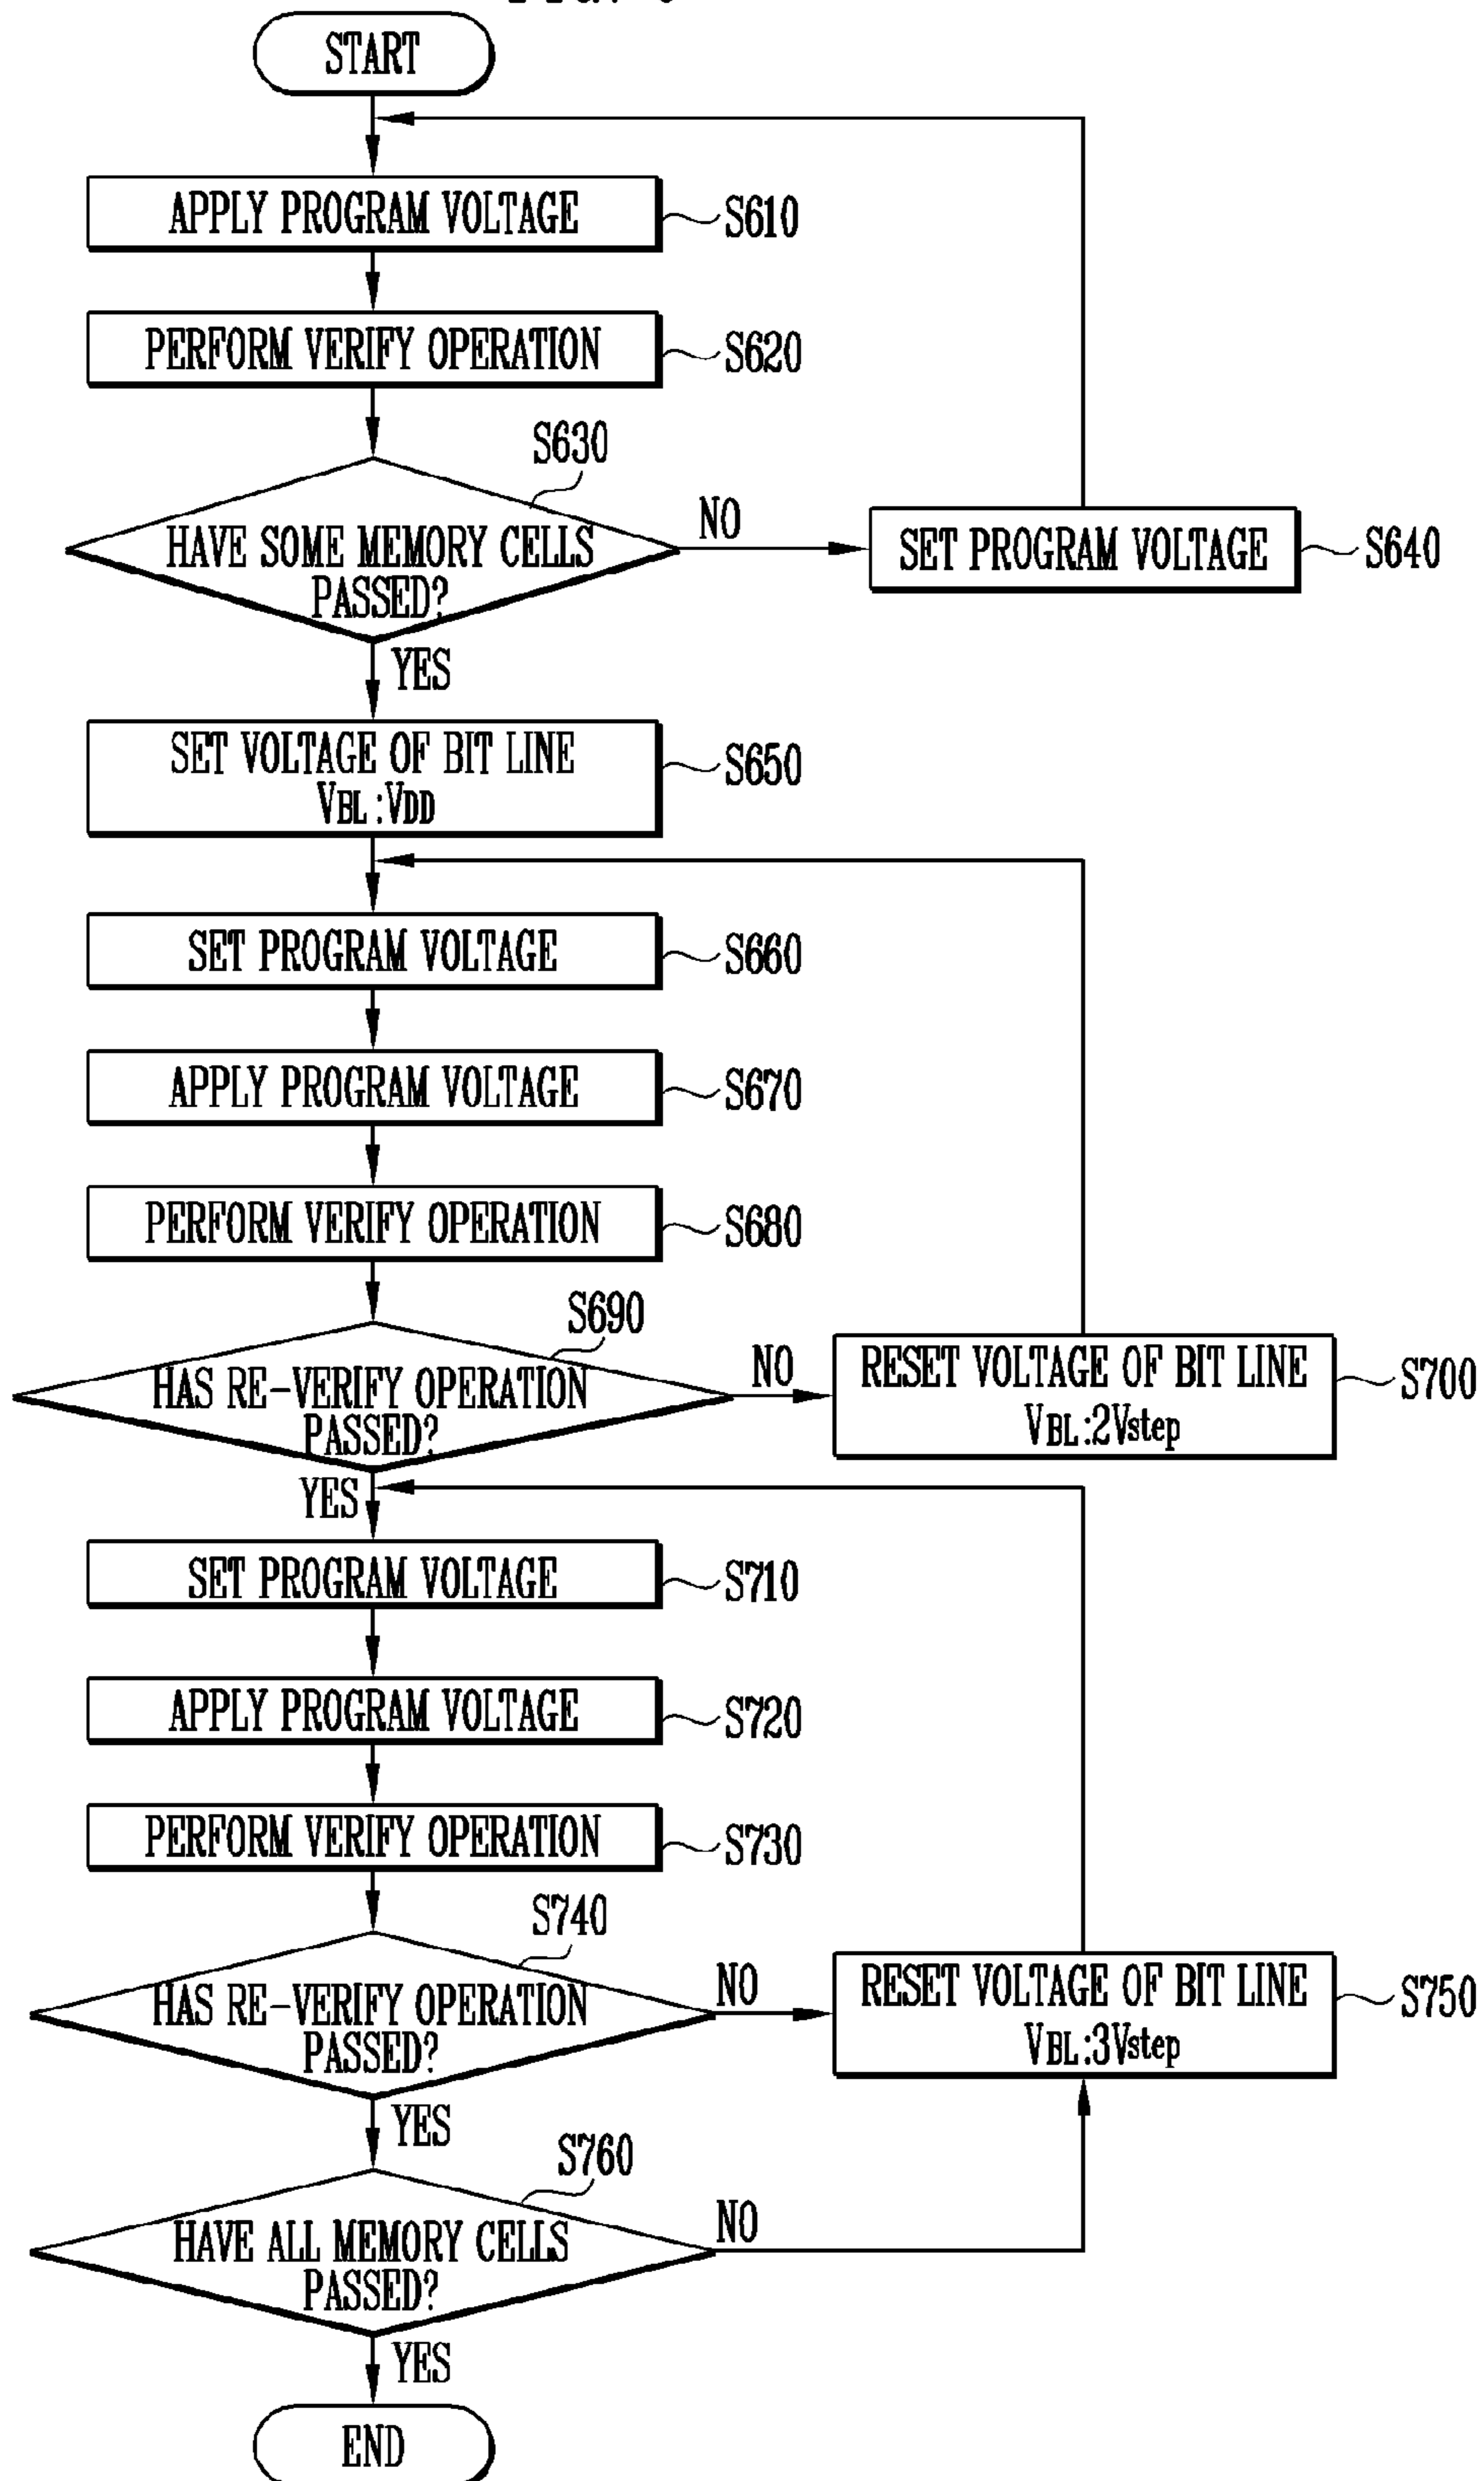 START
APPLY PROGRAM VOLTAGE
S610
PERFORM VERIFY OPERATION
S620
S630
HAVE SOME MEMORY CELLS
PASSED?
NO
SET PROGRAM VOLTAGE
S640
YES
SET VOLTAGE OF BIT LINE
VBL:VDD
S650
SET PROGRAM VOLTAGE
S660
APPLY PROGRAM VOLTAGE
S670
PERFORM VERIFY OPERATION
S680
S690
HAS RE-VERIFY OPERATION
PASSED?
NO
RESET VOLTAGE OF BIT LINE
VBL:2Vstep
S700
YES
SET PROGRAM VOLTAGE
S710
APPLY PROGRAM VOLTAGE
S720
PERFORM VERIFY OPERATION
S730
S740
HAS RE-VERIFY OPERATION
PASSED?
NO
RESET VOLTAGE OF BIT LINE
VBL:3Vstep
S750
YES
S760
HAVE ALL MEMORY CELLS
PASSED?
NO
YES
END